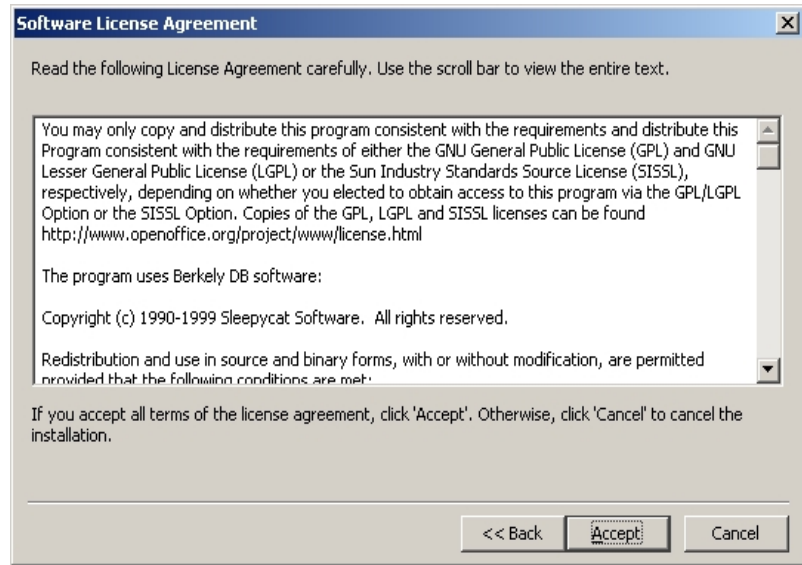 Software License Agreement
Read the following License Agreement carefully. Use the scroll bar to view the entire text.
You may only copy and distribute this program consistent with the requirements and distribute this
Program consistent with the requirements of either the GNU General Public License (GPL) and GNU
Lesser General Public License (LGPL) or the Sun Industry Standards Source License (SISSL),
respectively, depending on whether you elected to obtain access to this program via the GPL/LGPL
Option or the SISSL Option. Copies of the GPL, LGPL and SISSL licenses can be found
http://www.openoffice.org/project/www/license.html
The program uses Berkely DB software:
Copyright (c) 1990-1999 Sleepycat Software.  All rights reserved.
Redistribution and use in source and binary forms, with or without modification, are permitted
provided that the following conditions are met:
If you accept all terms of the license agreement, click 'Accept'. Otherwise, click 'Cancel' to cancel the
installation.
<< Back
Accept
Cancel